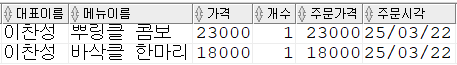 대표이름 메뉴이름 가격 개수 주문가격 주문시각
이찬성 뿌링클 콤보 23000 1 23000 25/03/22
이찬성 바삭클 한마리 18000 1 18000 25/03/22